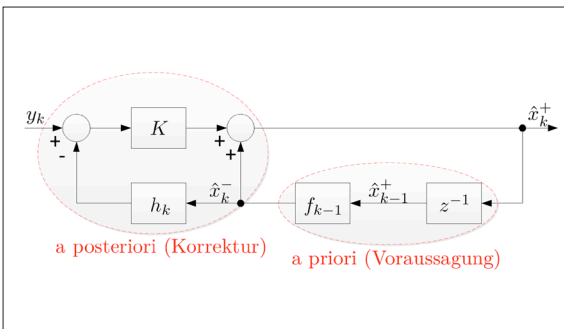 y_k
K
x̂_k^+
+
-
+
+
h_k
x̂_k^-
f_{k-1}
x̂_{k-1}^+
z^{-1}
a posteriori (Korrektur)
a priori (Voraussagung)